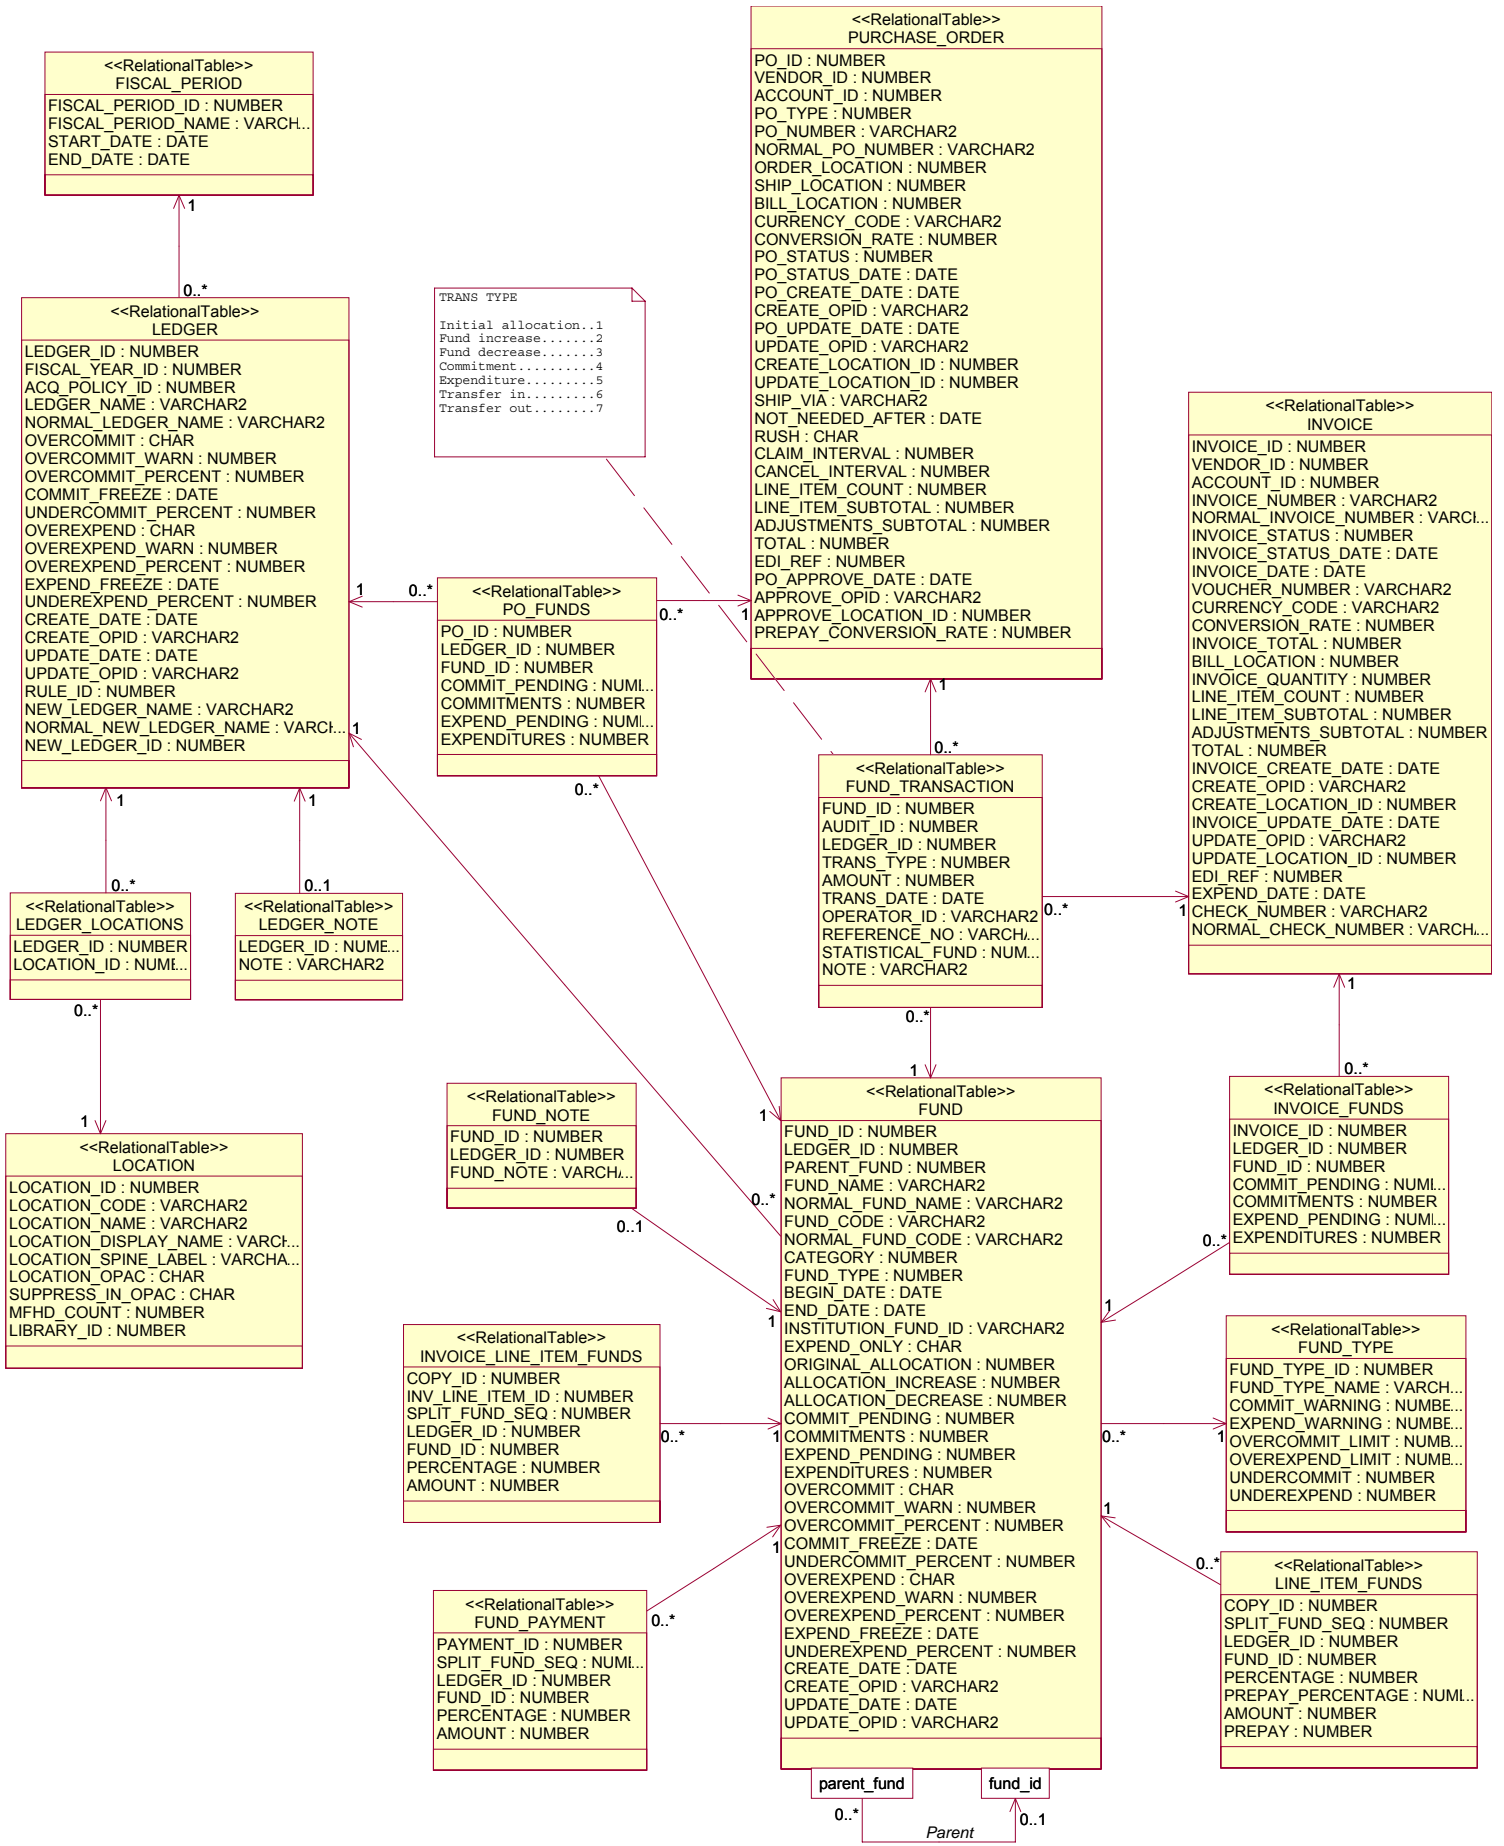 <<RelationalTable>>
FISCAL_PERIOD
FISCAL_PERIOD_ID : NUMBER
FISCAL_PERIOD_NAME : VARCH...
START_DATE : DATE
END_DATE : DATE
1
0..*
<<RelationalTable>>
LEDGER
LEDGER_ID : NUMBER
FISCAL_YEAR_ID : NUMBER
ACQ_POLICY_ID : NUMBER
LEDGER_NAME : VARCHAR2
NORMAL_LEDGER_NAME : VARCHAR2
OVERCOMMIT : CHAR
OVERCOMMIT_WARN : NUMBER
OVERCOMMIT_PERCENT : NUMBER
COMMIT_FREEZE : DATE
UNDERCOMMIT_PERCENT : NUMBER
OVEREXPEND : CHAR
OVEREXPEND_WARN : NUMBER
OVEREXPEND_PERCENT : NUMBER
EXPEND_FREEZE : DATE
UNDEREXPEND_PERCENT : NUMBER
CREATE_DATE : DATE
CREATE_OPID : VARCHAR2
UPDATE_DATE : DATE
UPDATE_OPID : VARCHAR2
RULE_ID : NUMBER
NEW_LEDGER_NAME : VARCHAR2
NORMAL_NEW_LEDGER_NAME : VARCH...
NEW_LEDGER_ID : NUMBER
1
1
1
1
0..*
0..1
<<RelationalTable>>
LEDGER_LOCATIONS
LEDGER_ID : NUMBER
LOCATION_ID : NUMBE...
<<RelationalTable>>
LEDGER_NOTE
LEDGER_ID : NUMBE...
NOTE : VARCHAR2
0..*
1
<<RelationalTable>>
LOCATION
LOCATION_ID : NUMBER
LOCATION_CODE : VARCHAR2
LOCATION_NAME : VARCHAR2
LOCATION_DISPLAY_NAME : VARCH...
LOCATION_SPINE_LABEL : VARCHA...
LOCATION_OPAC : CHAR
SUPPRESS_IN_OPAC : CHAR
MFHD_COUNT : NUMBER
LIBRARY_ID : NUMBER
TRANS TYPE
Initial allocation..1
Fund increase.......2
Fund decrease.......3
Commitment..........4
Expenditure.........5
Transfer in.........6
Transfer out........7
0..*
<<RelationalTable>>
PO_FUNDS
PO_ID : NUMBER
LEDGER_ID : NUMBER
FUND_ID : NUMBER
COMMIT_PENDING : NUM...
COMMITMENTS : NUMBER
EXPEND_PENDING : NUM...
EXPENDITURES : NUMBER
0..*
1
0..*
1
<<RelationalTable>>
PURCHASE_ORDER
PO_ID : NUMBER
VENDOR_ID : NUMBER
ACCOUNT_ID : NUMBER
PO_TYPE : NUMBER
PO_NUMBER : VARCHAR2
NORMAL_PO_NUMBER : VARCHAR2
ORDER_LOCATION : NUMBER
SHIP_LOCATION : NUMBER
BILL_LOCATION : NUMBER
CURRENCY_CODE : VARCHAR2
CONVERSION_RATE : NUMBER
PO_STATUS : NUMBER
PO_STATUS_DATE : DATE
PO_CREATE_DATE : DATE
CREATE_OPID : VARCHAR2
PO_UPDATE_DATE : DATE
UPDATE_OPID : VARCHAR2
CREATE_LOCATION_ID : NUMBER
UPDATE_LOCATION_ID : NUMBER
SHIP_VIA : VARCHAR2
NOT_NEEDED_AFTER : DATE
RUSH : CHAR
CLAIM_INTERVAL : NUMBER
CANCEL_INTERVAL : NUMBER
LINE_ITEM_COUNT : NUMBER
LINE_ITEM_SUBTOTAL : NUMBER
ADJUSTMENTS_SUBTOTAL : NUMBER
TOTAL : NUMBER
EDI_REF : NUMBER
PO_APPROVE_DATE : DATE
APPROVE_OPID : VARCHAR2
APPROVE_LOCATION_ID : NUMBER
PREPAY_CONVERSION_RATE : NUMBER
1
0..*
<<RelationalTable>>
FUND_TRANSACTION
FUND_ID : NUMBER
AUDIT_ID : NUMBER
LEDGER_ID : NUMBER
TRANS_TYPE : NUMBER
AMOUNT : NUMBER
TRANS_DATE : DATE
OPERATOR_ID : VARCHAR2
REFERENCE_NO : VARCHA...
STATISTICAL_FUND : NUM...
NOTE : VARCHAR2
0..*
1
0..*
1
<<RelationalTable>>
INVOICE
INVOICE_ID : NUMBER
VENDOR_ID : NUMBER
ACCOUNT_ID : NUMBER
INVOICE_NUMBER : VARCHAR2
NORMAL_INVOICE_NUMBER : VARCH...
INVOICE_STATUS : NUMBER
INVOICE_STATUS_DATE : DATE
INVOICE_DATE : DATE
VOUCHER_NUMBER : VARCHAR2
CURRENCY_CODE : VARCHAR2
CONVERSION_RATE : NUMBER
INVOICE_TOTAL : NUMBER
BILL_LOCATION : NUMBER
INVOICE_QUANTITY : NUMBER
LINE_ITEM_COUNT : NUMBER
LINE_ITEM_SUBTOTAL : NUMBER
ADJUSTMENTS_SUBTOTAL : NUMBER
TOTAL : NUMBER
INVOICE_CREATE_DATE : DATE
CREATE_OPID : VARCHAR2
CREATE_LOCATION_ID : NUMBER
INVOICE_UPDATE_DATE : DATE
UPDATE_OPID : VARCHAR2
UPDATE_LOCATION_ID : NUMBER
EDI_REF : NUMBER
EXPEND_DATE : DATE
CHECK_NUMBER : VARCHAR2
NORMAL_CHECK_NUMBER : VARCHA...
1
0..*
<<RelationalTable>>
INVOICE_FUNDS
INVOICE_ID : NUMBER
LEDGER_ID : NUMBER
FUND_ID : NUMBER
COMMIT_PENDING : NUM...
COMMITMENTS : NUMBER
EXPEND_PENDING : NUM...
EXPENDITURES : NUMBER
0..*
1
<<RelationalTable>>
FUND_NOTE
FUND_ID : NUMBER
LEDGER_ID : NUMBER
FUND_NOTE : VARCHA...
0..1
1
0..*
<<RelationalTable>>
FUND
FUND_ID : NUMBER
LEDGER_ID : NUMBER
PARENT_FUND : NUMBER
FUND_NAME : VARCHAR2
NORMAL_FUND_NAME : VARCHAR2
FUND_CODE : VARCHAR2
NORMAL_FUND_CODE : VARCHAR2
CATEGORY : NUMBER
FUND_TYPE : NUMBER
BEGIN_DATE : DATE
END_DATE : DATE
INSTITUTION_FUND_ID : VARCHAR2
EXPEND_ONLY : CHAR
ORIGINAL_ALLOCATION : NUMBER
ALLOCATION_INCREASE : NUMBER
ALLOCATION_DECREASE : NUMBER
COMMIT_PENDING : NUMBER
COMMITMENTS : NUMBER
EXPEND_PENDING : NUMBER
EXPENDITURES : NUMBER
OVERCOMMIT : CHAR
OVERCOMMIT_WARN : NUMBER
OVERCOMMIT_PERCENT : NUMBER
COMMIT_FREEZE : DATE
UNDERCOMMIT_PERCENT : NUMBER
OVEREXPEND : CHAR
OVEREXPEND_WARN : NUMBER
OVEREXPEND_PERCENT : NUMBER
EXPEND_FREEZE : DATE
UNDEREXPEND_PERCENT : NUMBER
CREATE_DATE : DATE
CREATE_OPID : VARCHAR2
UPDATE_DATE : DATE
UPDATE_OPID : VARCHAR2
<<RelationalTable>>
INVOICE_LINE_ITEM_FUNDS
COPY_ID : NUMBER
INV_LINE_ITEM_ID : NUMBER
SPLIT_FUND_SEQ : NUMBER
LEDGER_ID : NUMBER
FUND_ID : NUMBER
PERCENTAGE : NUMBER
AMOUNT : NUMBER
0..*
1
<<RelationalTable>>
FUND_PAYMENT
PAYMENT_ID : NUMBER
SPLIT_FUND_SEQ : NUM...
LEDGER_ID : NUMBER
FUND_ID : NUMBER
PERCENTAGE : NUMBER
AMOUNT : NUMBER
0..*
1
<<RelationalTable>>
FUND_TYPE
FUND_TYPE_ID : NUMBER
FUND_TYPE_NAME : VARCH...
COMMIT_WARNING : NUMBE...
EXPEND_WARNING : NUMBE...
OVERCOMMIT_LIMIT : NUMB...
OVEREXPEND_LIMIT : NUMB...
UNDERCOMMIT : NUMBER
UNDEREXPEND : NUMBER
0..*
1
<<RelationalTable>>
LINE_ITEM_FUNDS
COPY_ID : NUMBER
SPLIT_FUND_SEQ : NUMBER
LEDGER_ID : NUMBER
FUND_ID : NUMBER
PERCENTAGE : NUMBER
PREPAY_PERCENTAGE : NUM...
AMOUNT : NUMBER
PREPAY : NUMBER
0..*
1
parent_fund
fund_id
0..*
0..1
Parent